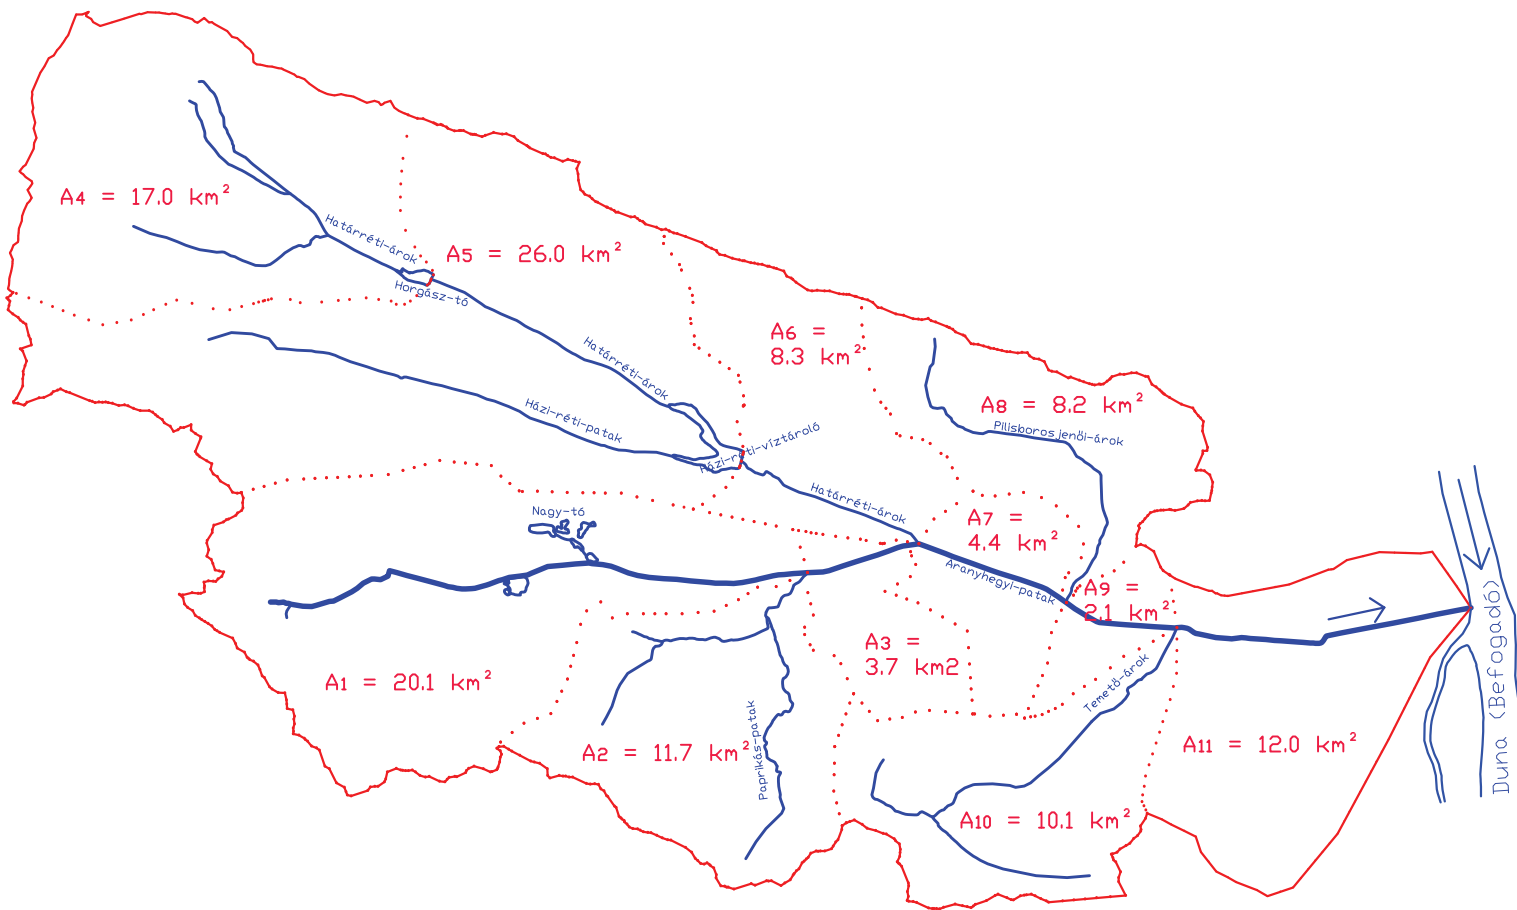 A4 = 17.0 km²
Határréti-árok
A5 = 26.0 km²
Horgász-tó
A6 =
8.3 km²
Határréti-árok
Házi-réti-patak
A8 = 8.2 km²
Pilisborosjenői-árok
Házi-réti-víztároló
Határréti-árok
Nagy-tó
A7 =
4.4 km²
Aranyhegyi-patak
A9 =
2.1 km²
A3 =
3.7 km2
A1 = 20.1 km²
Temető-árok
A2 = 11.7 km²
Paprikás-patak
A11 = 12.0 km²
A10 = 10.1 km²
Duna (Befogadó)